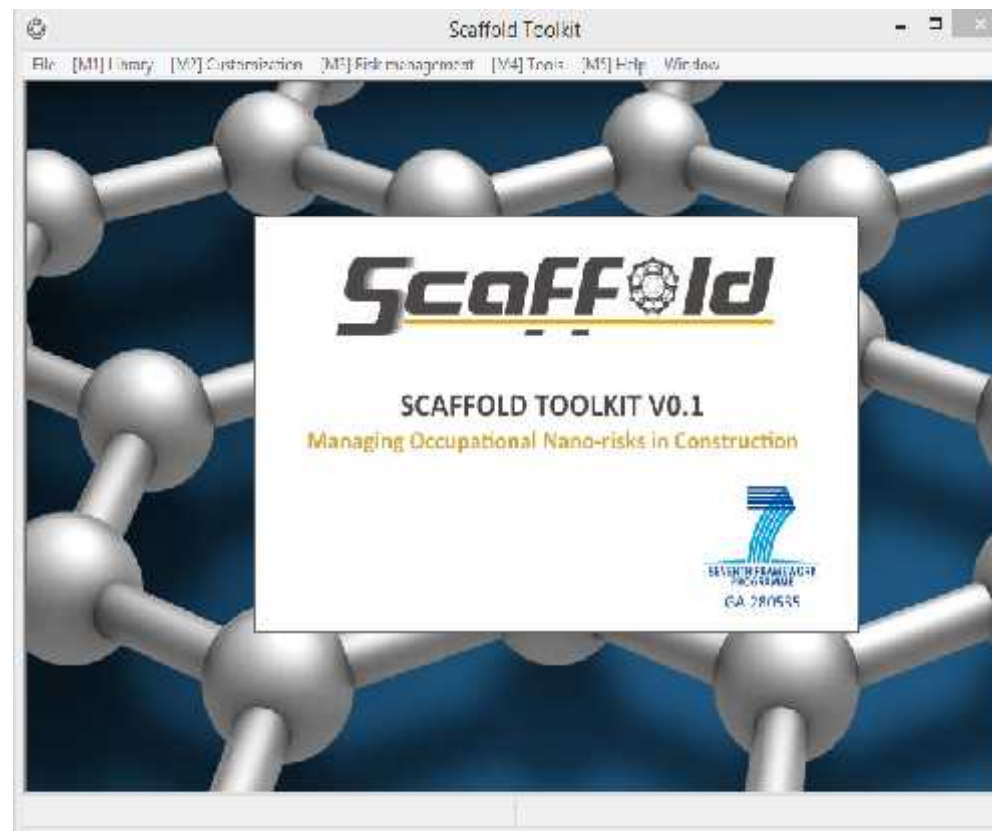 Scaffold Toolkit
File [M1] Library [M2] Customization [M3] Risk management [M4] Tools [M5] Help Window
Scaffold
SCAFFOLD TOOLKIT V0.1
Managing Occupational Nano-risks in Construction
7
SEVENTH FRAMEWORK
PROGRAMME
GA 280535